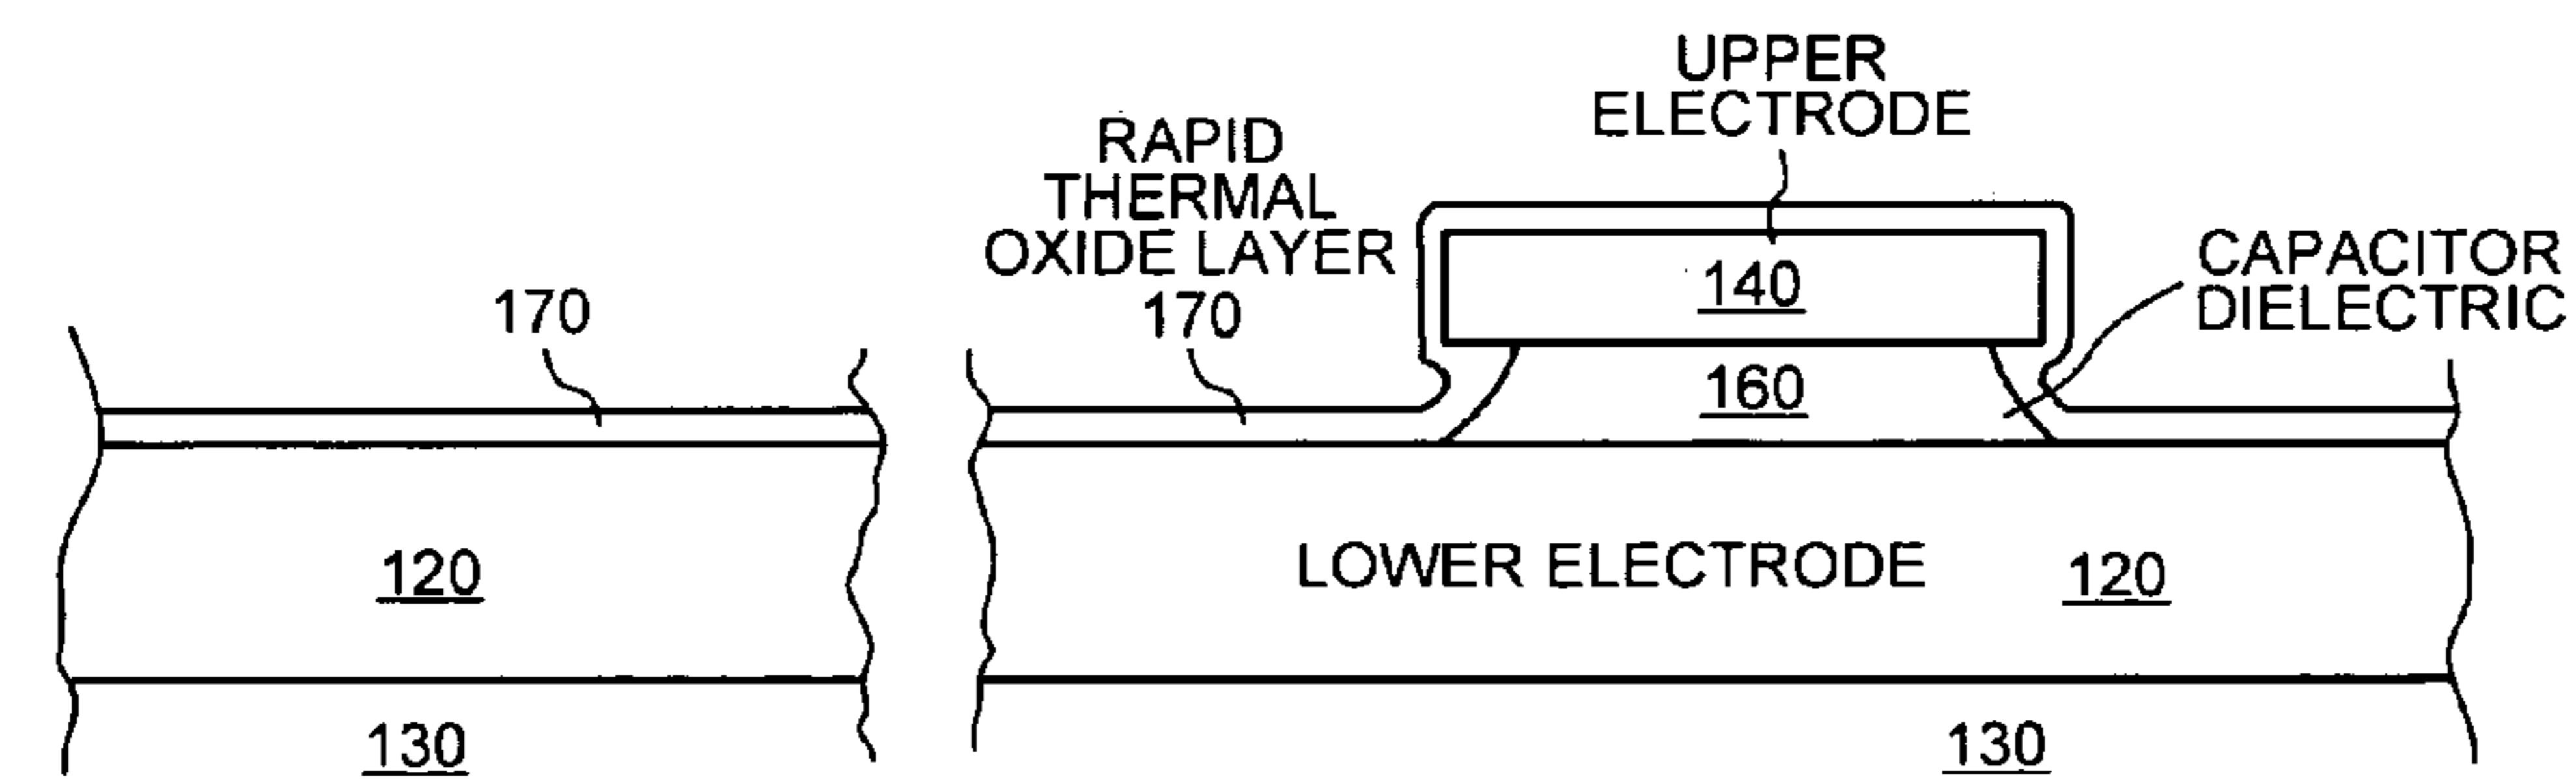 UPPER
ELECTRODE
RAPID
THERMAL
OXIDE LAYER
170
170
140
CAPACITOR
DIELECTRIC
160
120
LOWER ELECTRODE
120
130
130